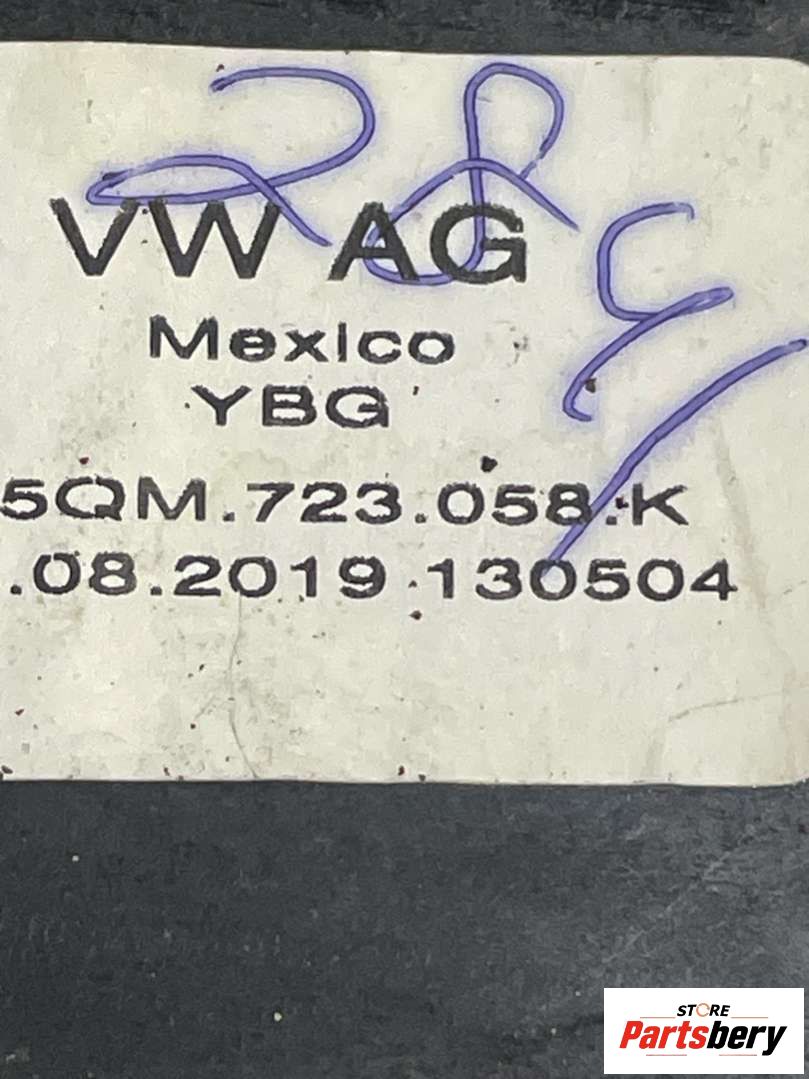 VW AG
Mexico
YBG
5QM.723.058.K
.08.2019 130504
STORE
Partsbery